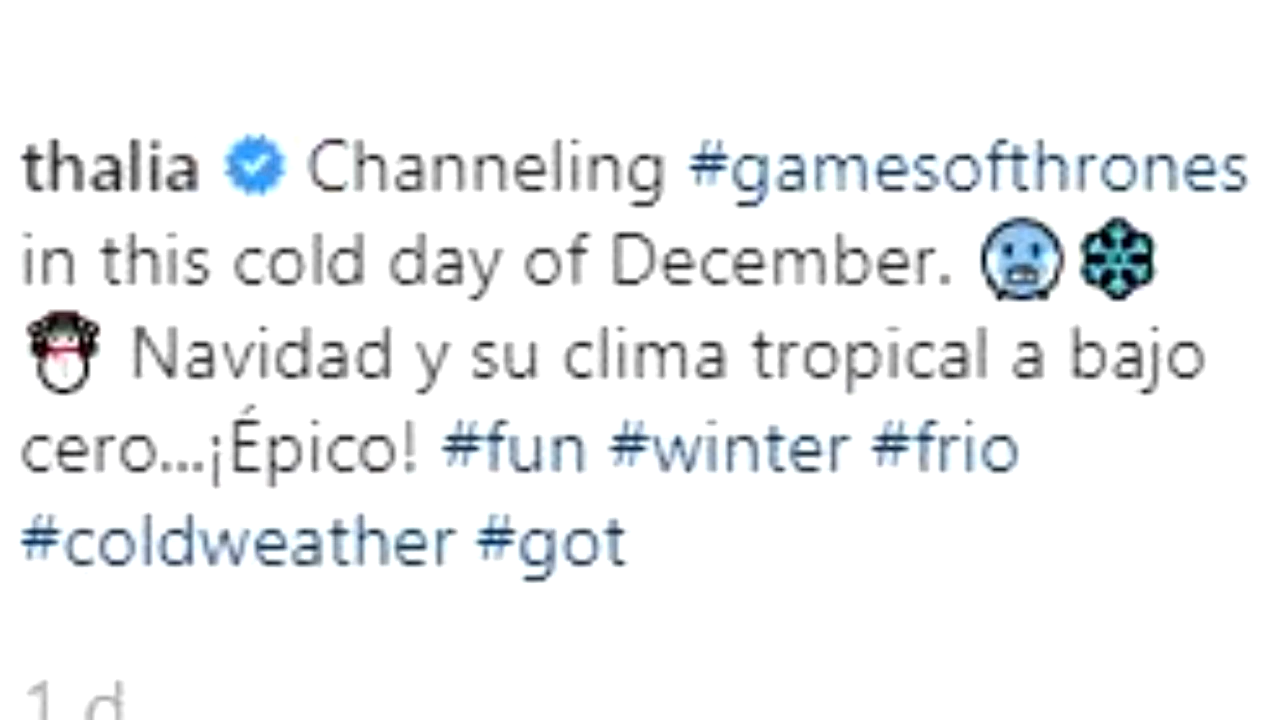 thalia Channeling #gamesofthrones
in this cold day of December. 🥶❄️
⛄ Navidad y su clima tropical a bajo
cero...¡Épico! #fun #winter #frio
#coldweather #got
1 d